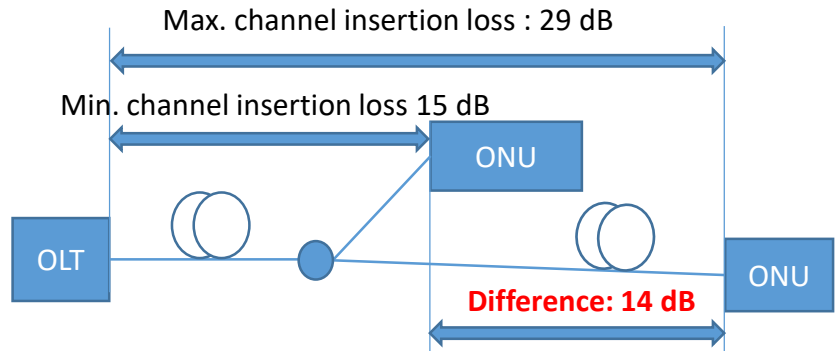 Max. channel insertion loss : 29 dB
Min. channel insertion loss 15 dB
ONU
OLT
ONU
Difference: 14 dB